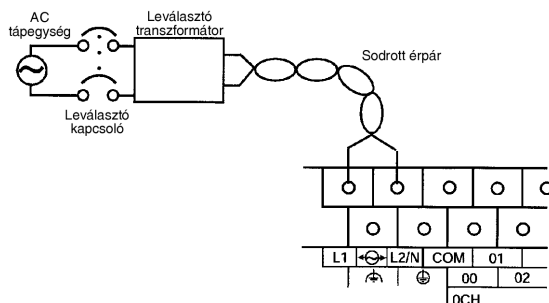 AC
tápegység
Leválasztó
transzformátor
Sodrott érpár
Leválasztó
kapcsoló
L1 L2/N COM 01
00 02
0CH